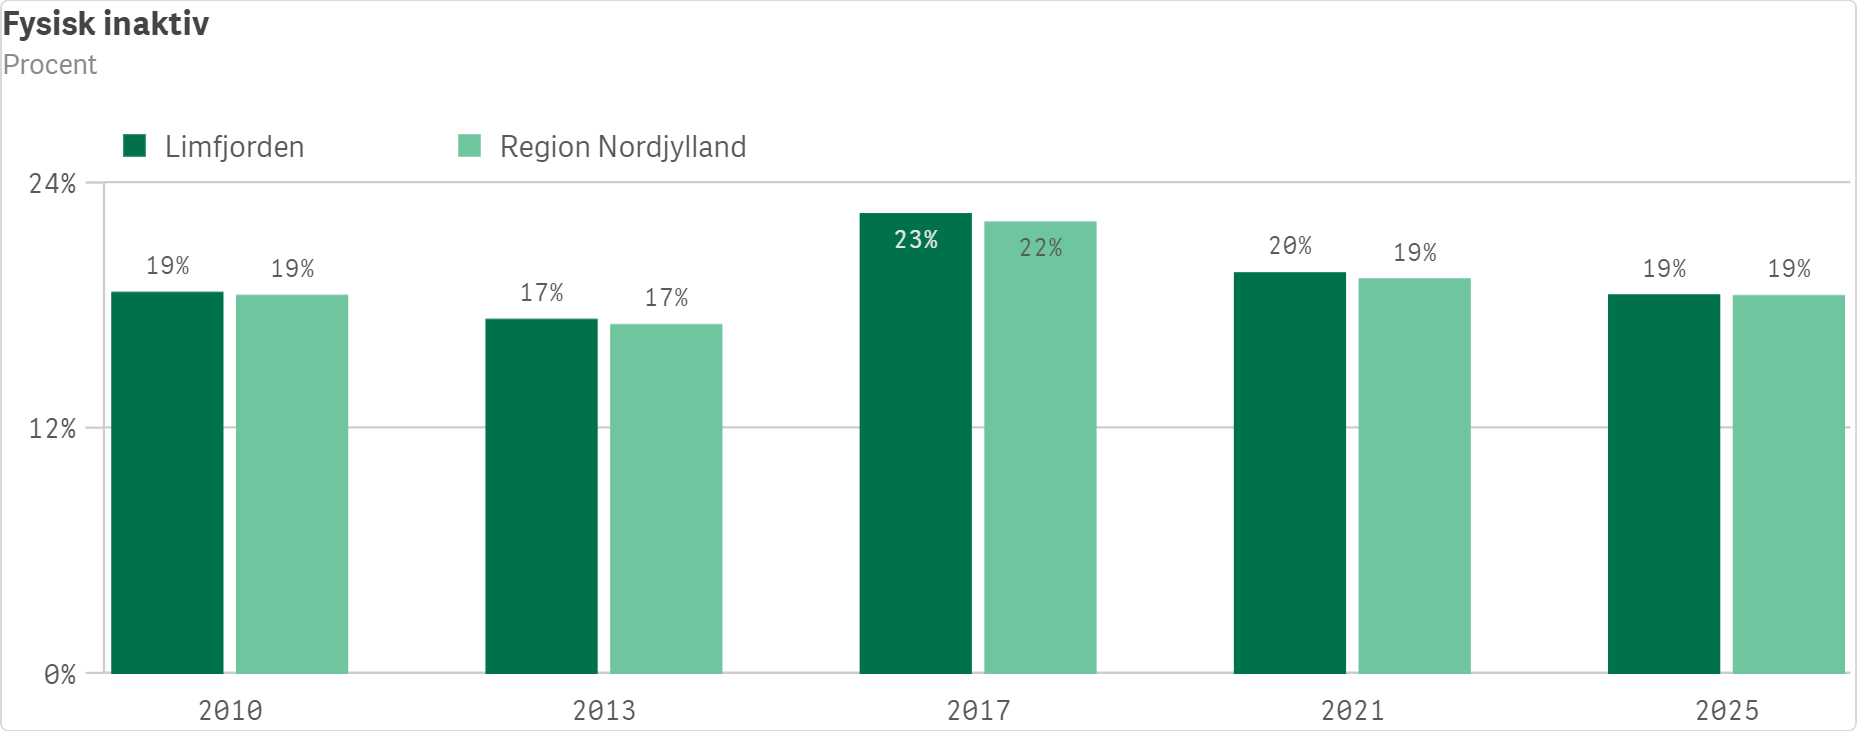 Fysisk inaktiv
Procent
Limfjorden Region Nordjylland
24%
12%
0%
19% 19% 17% 17% 23% 22% 20% 19% 19% 19%
2010 2013 2017 2021 2025